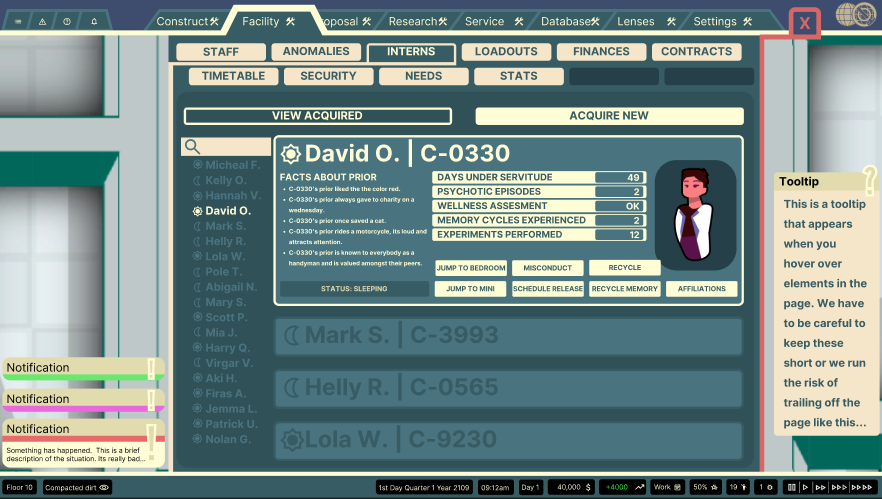 Construct
Facility
oposal
Research
Service
Database
Lenses
Settings
X
STAFF
ANOMALIES
INTERNS
LOADOUTS
FINANCES
CONTRACTS
TIMETABLE
SECURITY
NEEDS
STATS
VIEW ACQUIRED
ACQUIRE NEW
Micheal F.
Kelly O.
Hannah V.
David O.
Mark S.
Helly R.
Lola W.
Pole T.
Abigail N.
Mary S.
Scott P.
Mia J.
Harry Q.
Virgar V.
Aki H.
Firas A.
Jemma L.
Patrick U.
Nolan G.
David O. | C-0330
FACTS ABOUT PRIOR
• C-0330's prior liked the the color red.
• C-0330's prior always gave to charity on a
wednesday.
• C-0330's prior once saved a cat.
• C-0330's prior rides a motorcycle, its loud and
attracts attention.
• C-0330's prior is known to everybody as a
handyman and is valued amongst their peers.
STATUS: SLEEPING
DAYS UNDER SERVITUDE 49
PSYCHOTIC EPISODES 2
WELLNESS ASSESMENT OK
MEMORY CYCLES EXPERIENCED 2
EXPERIMENTS PERFORMED 12
JUMP TO BEDROOM
MISCONDUCT
RECYCLE
JUMP TO MINI
SCHEDULE RELEASE
RECYCLE MEMORY
AFFILIATIONS
Mark S. | C-3993
Helly R. | C-0565
Lola W. | C-9230
Tooltip
?
This is a tooltip
that appears
when you
hover over
elements in the
page. We have
to be careful to
keep these
short or we run
the risk of
trailing off the
page like this...
Notification !
Notification !
Notification !
Something has happened. This is a brief
description of the situation. Its really bad...
Floor 10
Compacted dirt
1st Day Quarter 1 Year 2109
09:12am
Day 1
40,000 $
+4000
Work
50%
19
1